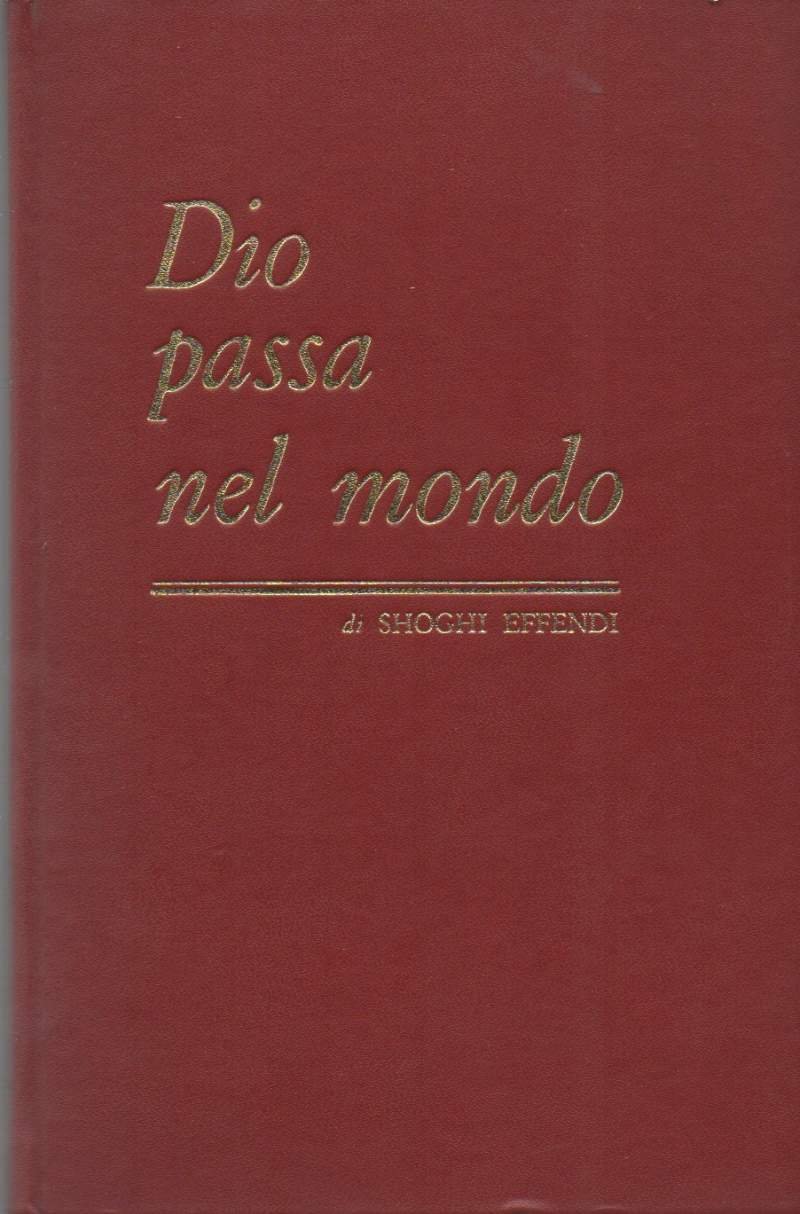 Dio
passa
nel mondo
di SHOGHI EFFENDI